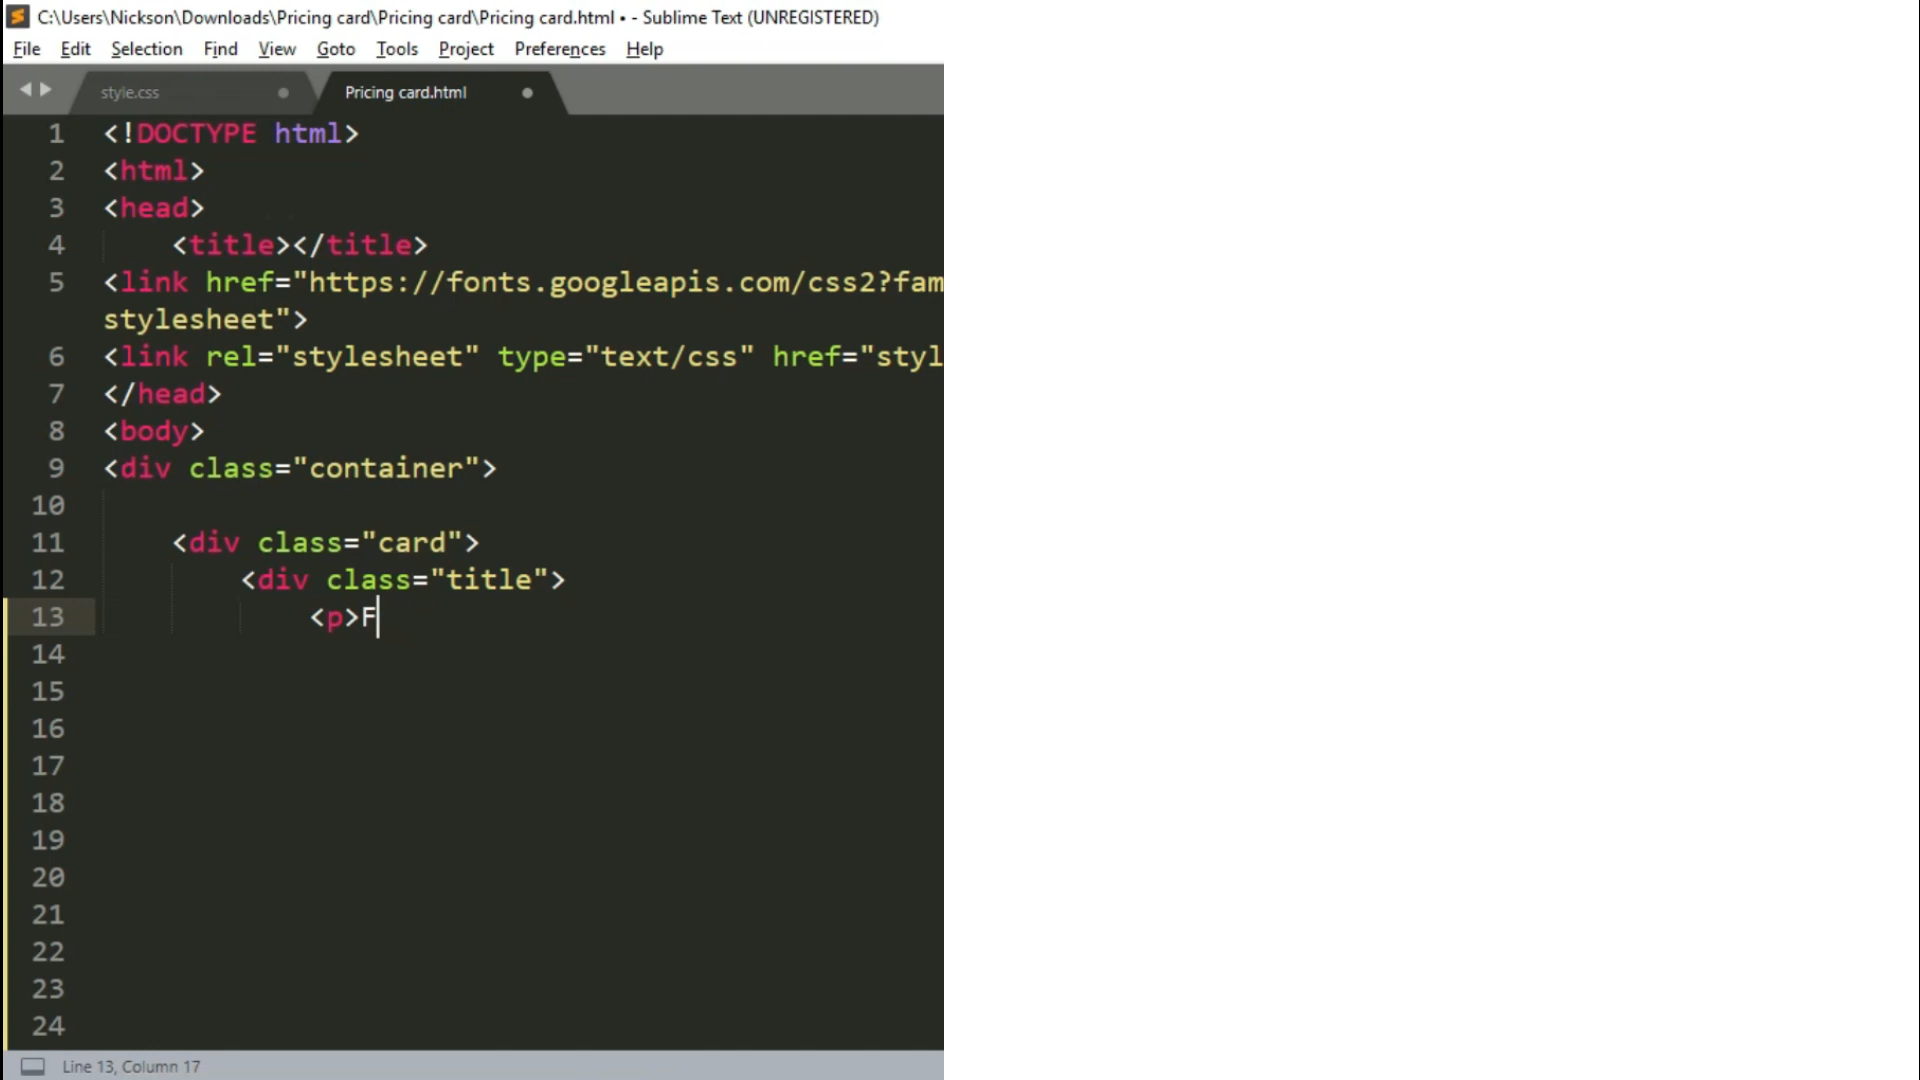 C:\Users\Nickson\Downloads\Pricing card\Pricing card\Pricing card.html • - Sublime Text (UNREGISTERED)
File Edit Selection Find View Goto Tools Project Preferences Help
style.css Pricing card.html
1 <!DOCTYPE html>
2 <html>
3 <head>
4 <title></title>
5 <link href="https://fonts.googleapis.com/css2?fam
stylesheet">
6 <link rel="stylesheet" type="text/css" href="styl
7 </head>
8 <body>
9 <div class="container">
10
11 <div class="card">
12 <div class="title">
13 <p>F
14
15
16
17
18
19
20
21
22
23
24
Line 13, Column 17